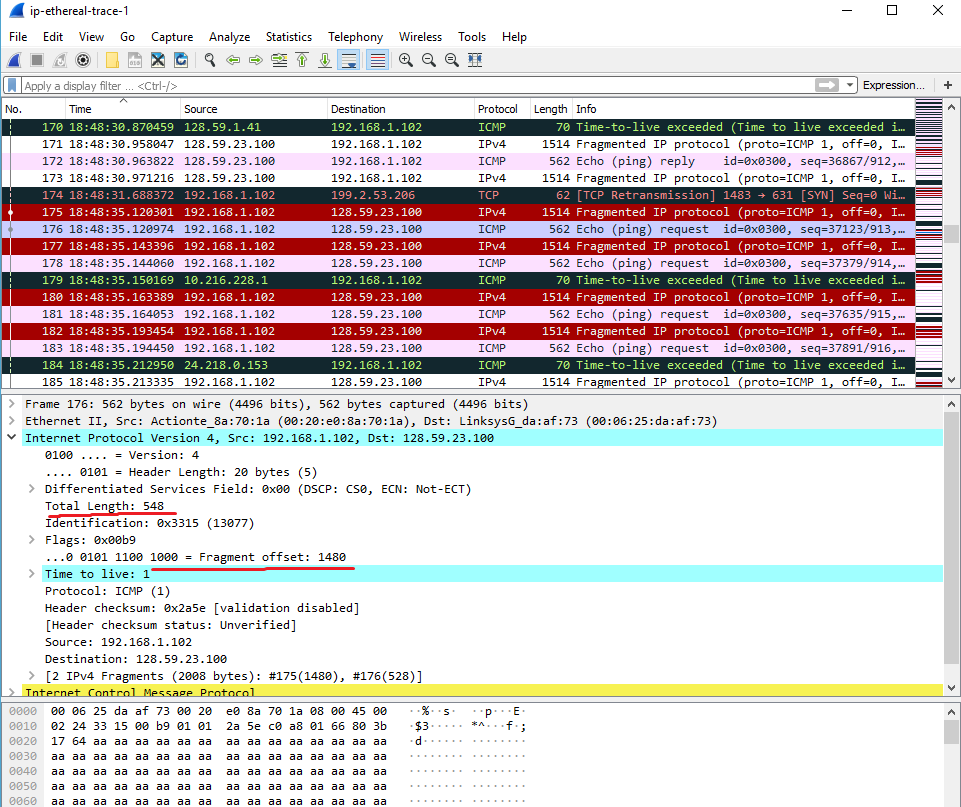 ip-ethereal-trace-1
File Edit View Go Capture Analyze Statistics Telephony Wireless Tools Help
Apply a display filter ... <Ctrl-/> Expression... +
No. Time Source Destination Protocol Length Info
170 18:48:30.870459 128.59.1.41 192.168.1.102 ICMP 70 Time-to-live exceeded (Time to live exceeded i…
171 18:48:30.958047 128.59.23.100 192.168.1.102 IPv4 1514 Fragmented IP protocol (proto=ICMP 1, off=0, I…
172 18:48:30.963822 128.59.23.100 192.168.1.102 ICMP 562 Echo (ping) reply id=0x0300, seq=36867/912,…
173 18:48:30.971216 128.59.23.100 192.168.1.102 IPv4 1514 Fragmented IP protocol (proto=ICMP 1, off=0, I…
174 18:48:31.688372 192.168.1.102 199.2.53.206 TCP 62 [TCP Retransmission] 1483 → 631 [SYN] Seq=0 Wi…
175 18:48:35.120301 192.168.1.102 128.59.23.100 IPv4 1514 Fragmented IP protocol (proto=ICMP 1, off=0, I…
176 18:48:35.120974 192.168.1.102 128.59.23.100 ICMP 562 Echo (ping) request id=0x0300, seq=37123/913,…
177 18:48:35.143396 192.168.1.102 128.59.23.100 IPv4 1514 Fragmented IP protocol (proto=ICMP 1, off=0, I…
178 18:48:35.144060 192.168.1.102 128.59.23.100 ICMP 562 Echo (ping) request id=0x0300, seq=37379/914,…
179 18:48:35.150169 10.216.228.1 192.168.1.102 ICMP 70 Time-to-live exceeded (Time to live exceeded i…
180 18:48:35.163389 192.168.1.102 128.59.23.100 IPv4 1514 Fragmented IP protocol (proto=ICMP 1, off=0, I…
181 18:48:35.164053 192.168.1.102 128.59.23.100 ICMP 562 Echo (ping) request id=0x0300, seq=37635/915,…
182 18:48:35.193454 192.168.1.102 128.59.23.100 IPv4 1514 Fragmented IP protocol (proto=ICMP 1, off=0, I…
183 18:48:35.194450 192.168.1.102 128.59.23.100 ICMP 562 Echo (ping) request id=0x0300, seq=37891/916,…
184 18:48:35.212950 24.218.0.153 192.168.1.102 ICMP 70 Time-to-live exceeded (Time to live exceeded i…
185 18:48:35.213335 192.168.1.102 128.59.23.100 IPv4 1514 Fragmented IP protocol (proto=ICMP 1, off=0, I…
Frame 176: 562 bytes on wire (4496 bits), 562 bytes captured (4496 bits)
Ethernet II, Src: Actionte_8a:70:1a (00:20:e0:8a:70:1a), Dst: LinksysG_da:af:73 (00:06:25:da:af:73)
Internet Protocol Version 4, Src: 192.168.1.102, Dst: 128.59.23.100
0100 .... = Version: 4
.... 0101 = Header Length: 20 bytes (5)
Differentiated Services Field: 0x00 (DSCP: CS0, ECN: Not-ECT)
Total Length: 548
Identification: 0x3315 (13077)
Flags: 0x00b9
...0 0101 1100 1000 = Fragment offset: 1480
Time to live: 1
Protocol: ICMP (1)
Header checksum: 0x2a5e [validation disabled]
[Header checksum status: Unverified]
Source: 192.168.1.102
Destination: 128.59.23.100
[2 IPv4 Fragments (2008 bytes): #175(1480), #176(528)]
Internet Control Message Protocol
0000 00 06 25 da af 73 00 20 e0 8a 70 1a 08 00 45 00 ··%··s· ··p···E·
0010 02 24 33 15 00 b9 01 01 2a 5e c0 a8 01 66 80 3b ·$3····· *^···f·;
0020 17 64 aa aa aa aa aa aa aa aa aa aa aa aa aa aa ·d······ ········
0030 aa aa aa aa aa aa aa aa aa aa aa aa aa aa aa aa ········ ········
0040 aa aa aa aa aa aa aa aa aa aa aa aa aa aa aa aa ········ ········
0050 aa aa aa aa aa aa aa aa aa aa aa aa aa aa aa aa ········ ········
0060 aa aa aa aa aa aa aa aa aa aa aa aa aa aa aa aa ········ ········